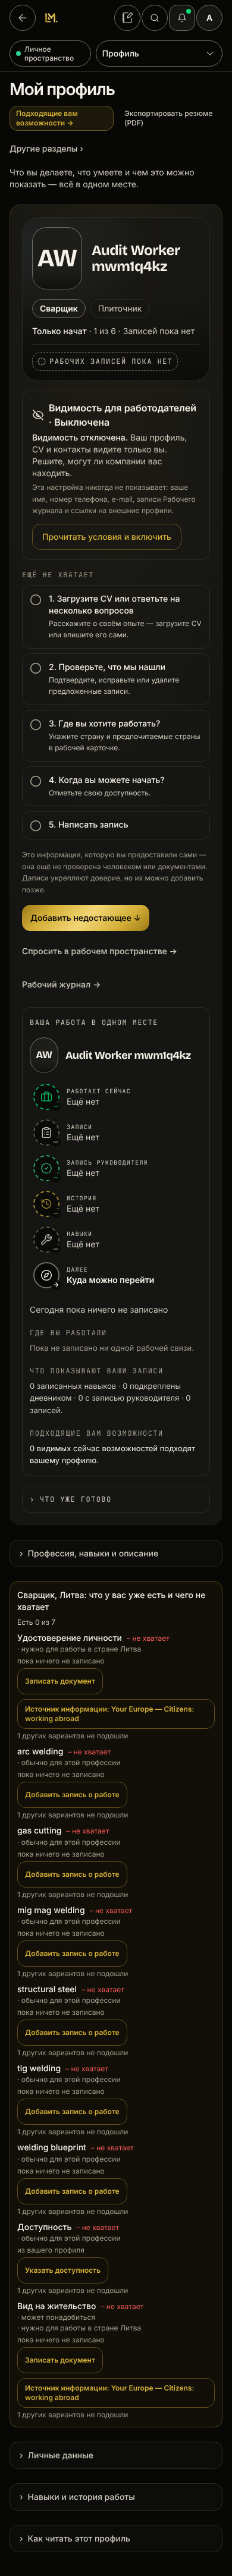 LM.
A
Личное
пространство
Профиль
Мой профиль
Подходящие вам
возможности →
Экспортировать резюме
(PDF)
Другие разделы ›
Что вы делаете, что умеете и чем это можно
показать — всё в одном месте.
AW
Audit Worker
mwm1q4kz
Сварщик
Плиточник
Только начат · 1 из 6 · Записей пока нет
РАБОЧИХ ЗАПИСЕЙ ПОКА НЕТ
Видимость для работодателей
· Выключена
Видимость отключена. Ваш профиль,
CV и контакты видите только вы.
Решите, могут ли компании вас
находить.
Эта настройка никогда не показывает: ваше
имя, номер телефона, e-mail, записи Рабочего
журнала и ссылки на внешние профили.
Прочитать условия и включить
ЕЩЁ НЕ ХВАТАЕТ
1. Загрузите CV или ответьте на
несколько вопросов
Расскажите о своём опыте — загрузите CV
или впишите его сами.
2. Проверьте, что мы нашли
Подтвердите, исправьте или удалите
предложенные записи.
3. Где вы хотите работать?
Укажите страну и предпочитаемые страны
в рабочей карточке.
4. Когда вы можете начать?
Отметьте свою доступность.
5. Написать запись
Это информация, которую вы предоставили сами —
она ещё не проверена человеком или документами.
Записи укрепляют доверие, но их можно добавить
позже.
Добавить недостающее ↓
Спросить в рабочем пространстве →
Рабочий журнал →
ВАША РАБОТА В ОДНОМ МЕСТЕ
AW
Audit Worker mwm1q4kz
РАБОТАЕТ СЕЙЧАС
Ещё нет
ЗАПИСИ
Ещё нет
ЗАПИСЬ РУКОВОДИТЕЛЯ
Ещё нет
ИСТОРИЯ
Ещё нет
НАВЫКИ
Ещё нет
ДАЛЕЕ
Куда можно перейти
Сегодня пока ничего не записано
ГДЕ ВЫ РАБОТАЛИ
Пока не записано ни одной рабочей связи.
ЧТО ПОКАЗЫВАЮТ ВАШИ ЗАПИСИ
0 записанных навыков · 0 подкреплены
дневником · 0 с записью руководителя · 0
записей.
ПОДХОДЯЩИЕ ВАМ ВОЗМОЖНОСТИ
0 видимых сейчас возможностей подходят
вашему профилю.
› ЧТО УЖЕ ГОТОВО
› Профессия, навыки и описание
Сварщик, Литва: что у вас уже есть и чего не
хватает
Есть 0 из 7
Удостоверение личности – не хватает
· нужно для работы в стране Литва
пока ничего не записано
Записать документ
Источник информации: Your Europe — Citizens:
working abroad
1 других вариантов не подошли
arc welding – не хватает
· обычно для этой профессии
пока ничего не записано
Добавить запись о работе
1 других вариантов не подошли
gas cutting – не хватает
· обычно для этой профессии
пока ничего не записано
Добавить запись о работе
1 других вариантов не подошли
mig mag welding – не хватает
· обычно для этой профессии
пока ничего не записано
Добавить запись о работе
1 других вариантов не подошли
structural steel – не хватает
· обычно для этой профессии
пока ничего не записано
Добавить запись о работе
1 других вариантов не подошли
tig welding – не хватает
· обычно для этой профессии
пока ничего не записано
Добавить запись о работе
1 других вариантов не подошли
welding blueprint – не хватает
· обычно для этой профессии
пока ничего не записано
Добавить запись о работе
1 других вариантов не подошли
Доступность – не хватает
· обычно для этой профессии
из вашего профиля
Указать доступность
1 других вариантов не подошли
Вид на жительство – не хватает
· может понадобиться
· нужно для работы в стране Литва
пока ничего не записано
Записать документ
Источник информации: Your Europe — Citizens:
working abroad
1 других вариантов не подошли
› Личные данные
› Навыки и история работы
› Как читать этот профиль